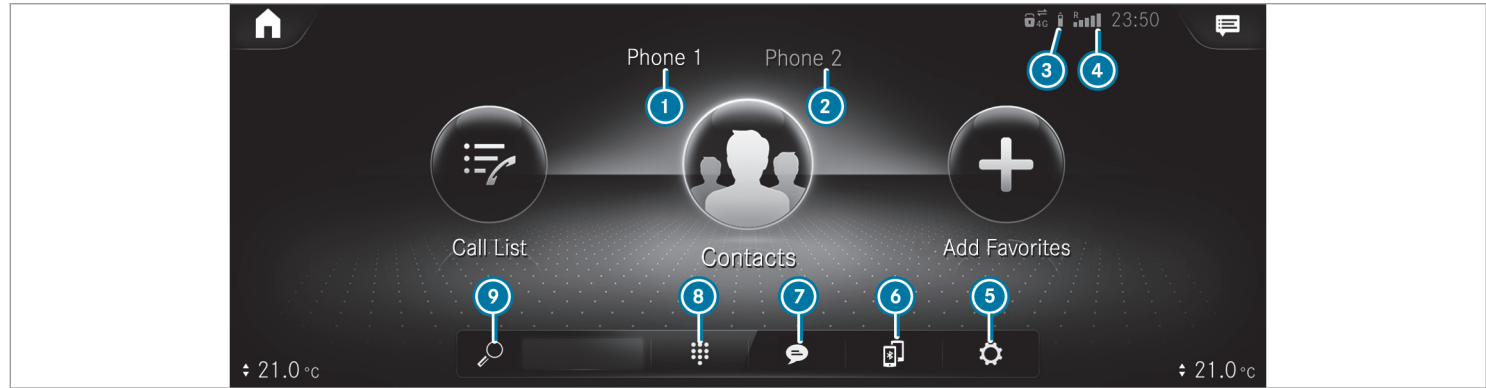 R
4G 23:50
Phone 1 Phone 2
3 4
1 2
Call List Contacts Add Favorites
9 8 7 6 5
21.0 °C 21.0 °C